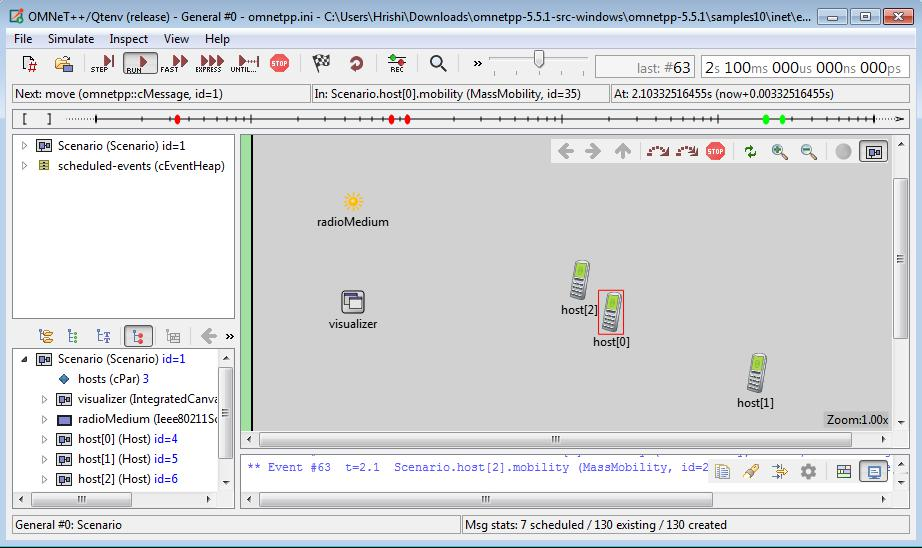 OMNeT++/Qtenv (release) - General #0 - omnetpp.ini - C:\Users\Hrishi\Downloads\omnetpp-5.5.1-src-windows\omnetpp-5.5.1\samples10\inet\e...
File Simulate Inspect View Help
STEP RUN FAST EXPRESS UNTIL... STOP REC » last: #63 2s 100ms 000us 000ns 000ps
Next: move (omnetpp::cMessage, id=1) In: Scenario.host[0].mobility (MassMobility, id=35) At: 2.10332516455s (now+0.00332516455s)
[ ]
Scenario (Scenario) id=1
scheduled-events (cEventHeap)
STOP
radioMedium
visualizer
host[2]
host[0]
host[1]
Zoom:1.00x
»
Scenario (Scenario) id=1
hosts (cPar) 3
visualizer (IntegratedCanva
radioMedium (Ieee80211Sc
host[0] (Host) id=4
host[1] (Host) id=5
host[2] (Host) id=6
** Event #63 t=2.1 Scenario.host[2].mobility (MassMobility, id=2
General #0: Scenario Msg stats: 7 scheduled / 130 existing / 130 created